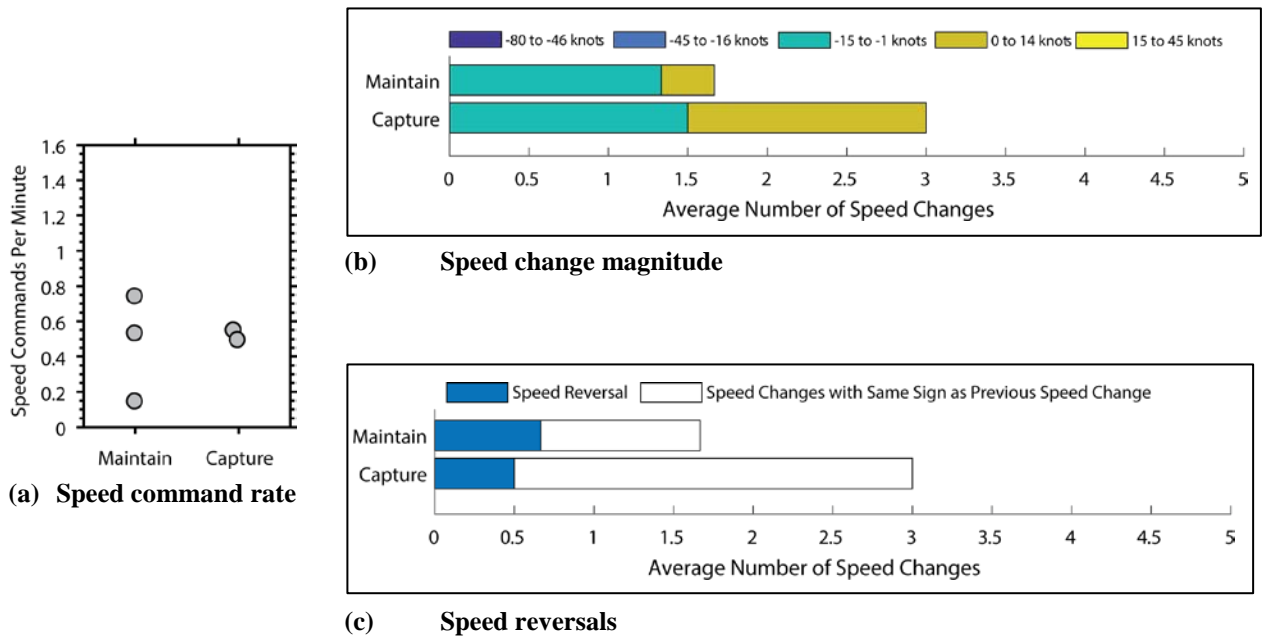 Speed Commands Per Minute
1.6
1.4
1.2
1
0.8
0.6
0.4
0.2
0
Maintain Capture
(a) Speed command rate
-80 to -46 knots -45 to -16 knots -15 to -1 knots 0 to 14 knots 15 to 45 knots
Maintain
Capture
0 0.5 1 1.5 2 2.5 3 3.5 4 4.5 5
Average Number of Speed Changes
(b) Speed change magnitude
Speed Reversal Speed Changes with Same Sign as Previous Speed Change
Maintain
Capture
0 0.5 1 1.5 2 2.5 3 3.5 4 4.5 5
Average Number of Speed Changes
(c) Speed reversals